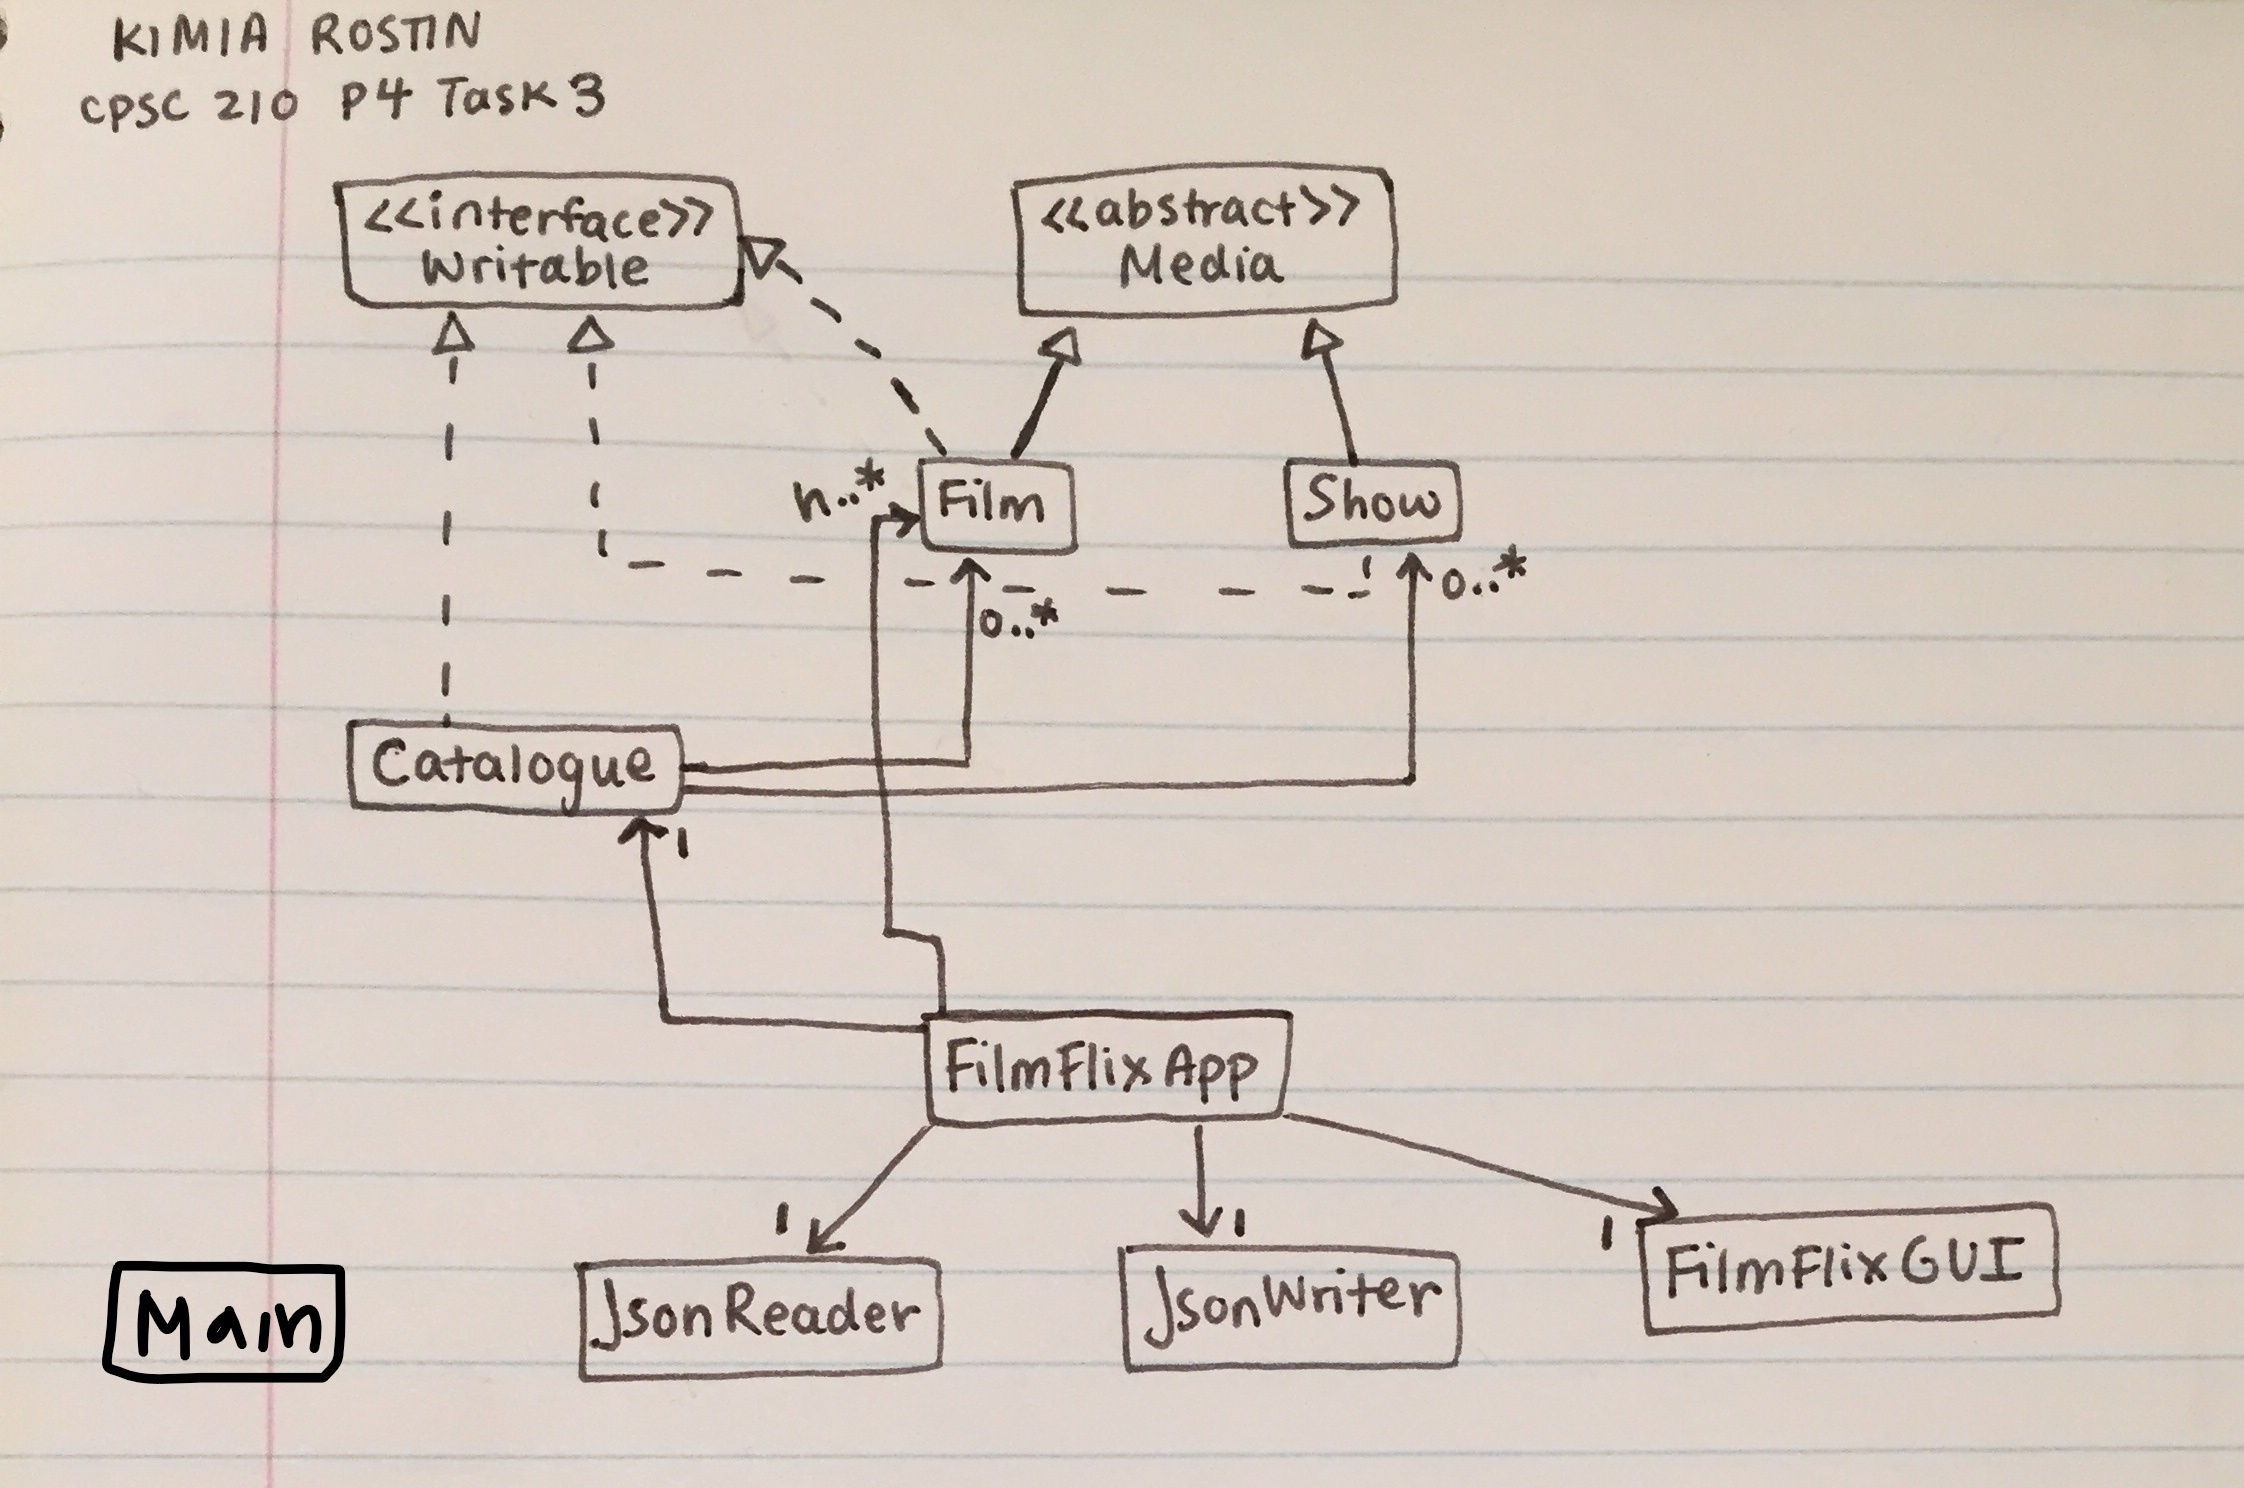 KIMIA ROSTIN
CPSC 210 P4 Task 3
<<interface>>
Writable
<<abstract>>
Media
n..*
Film
Show
0..*
0..*
Catalogue
1
FilmFlixApp
1
1
1
JsonReader
JsonWriter
FilmFlixGUI
Main